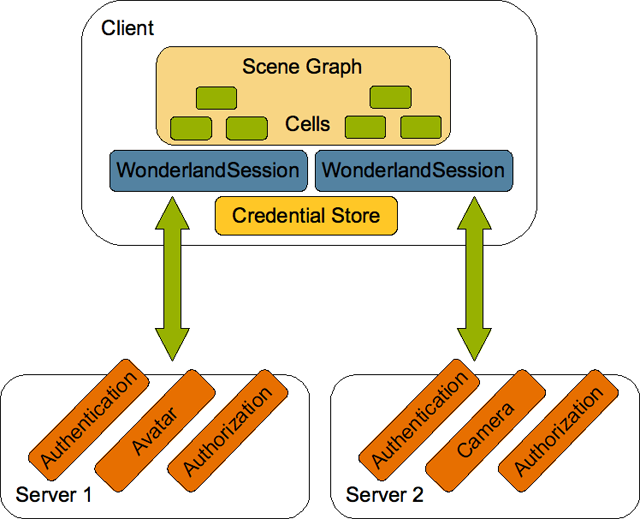 Client
Scene Graph
Cells
WonderlandSession
WonderlandSession
Credential Store
Authentication
Avatar
Authorization
Server 1
Authentication
Camera
Authorization
Server 2